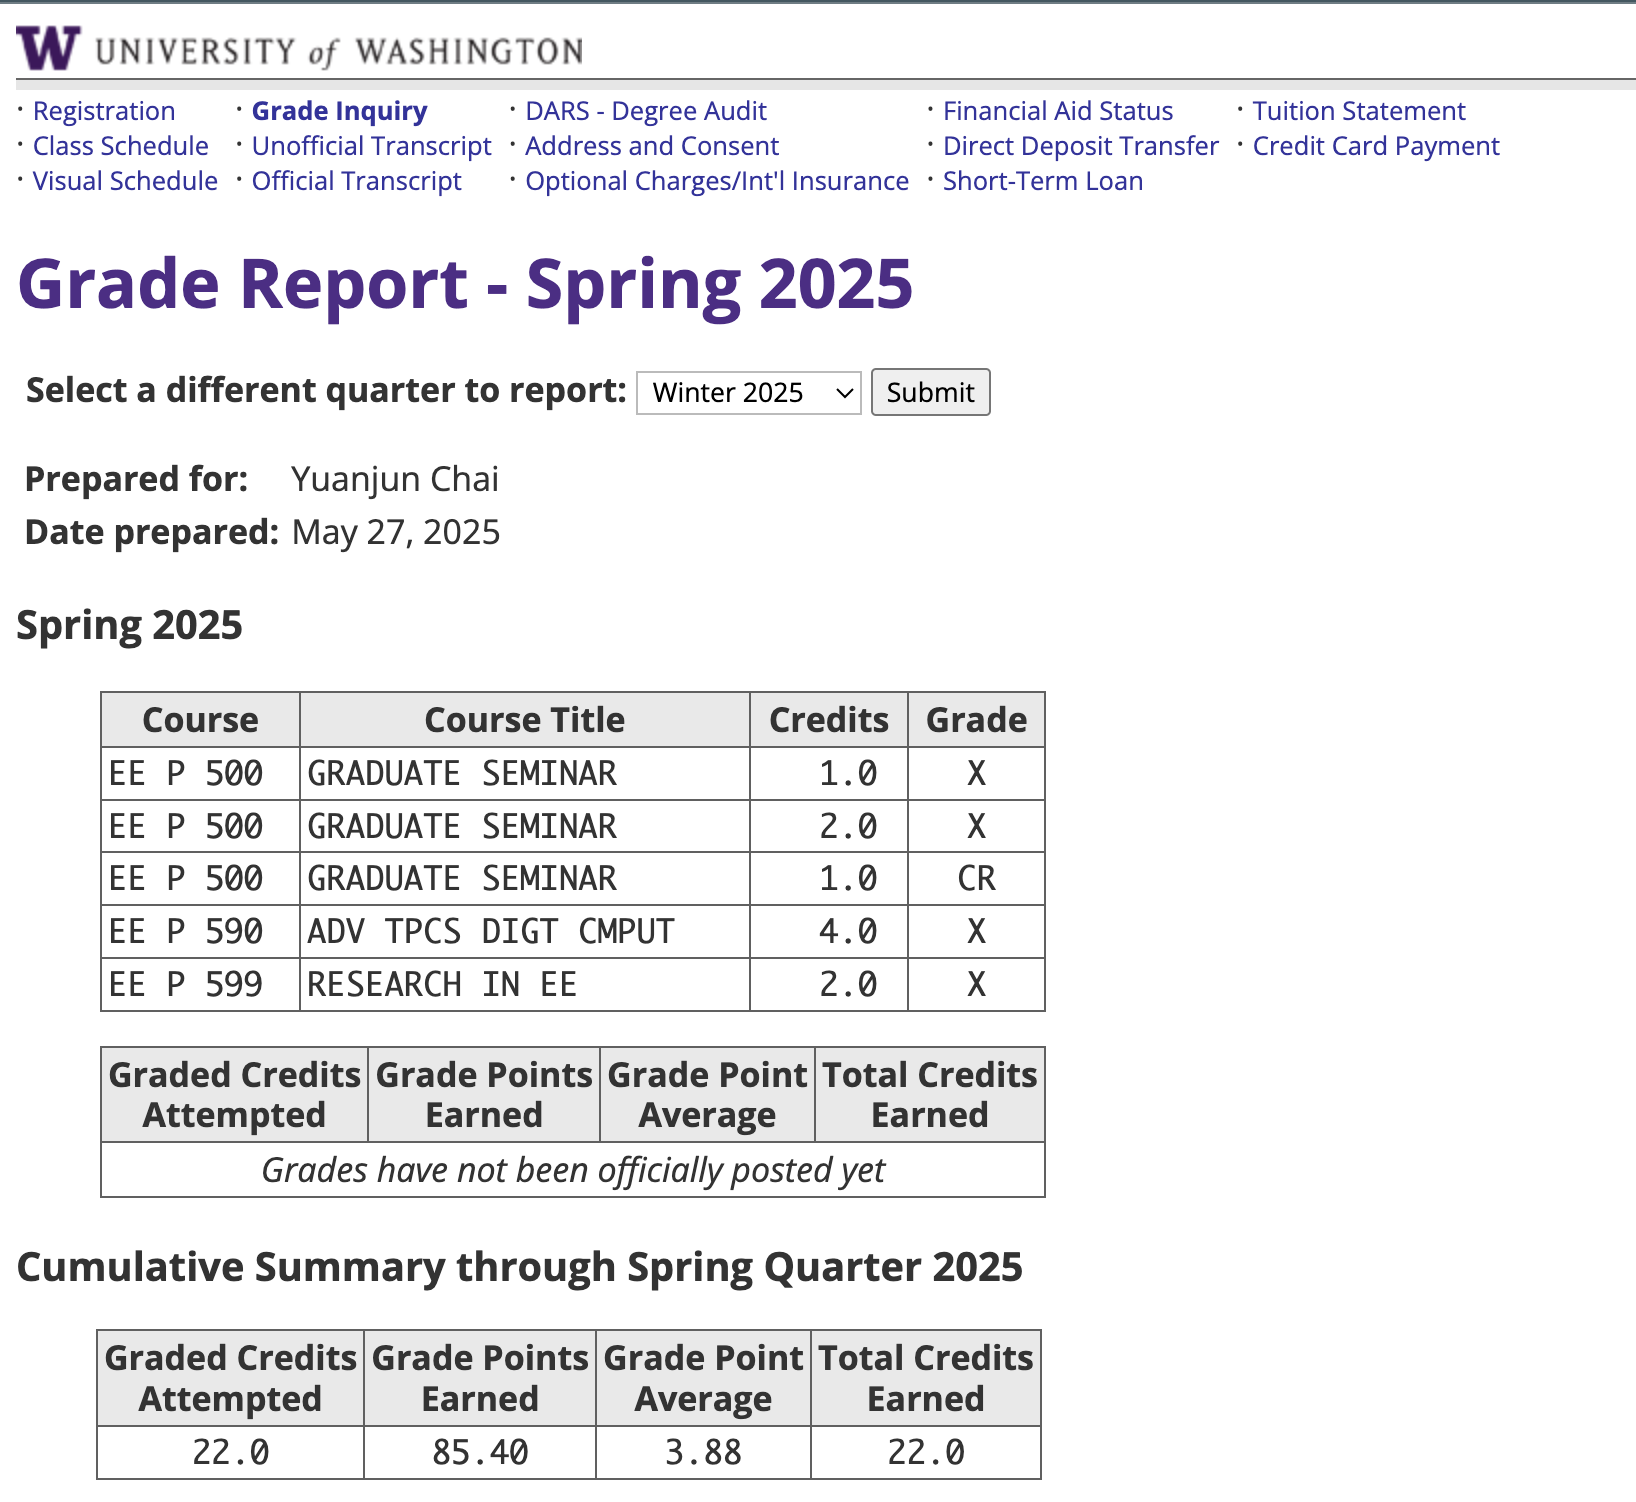 W UNIVERSITY of WASHINGTON
· Registration · Grade Inquiry · DARS - Degree Audit · Financial Aid Status · Tuition Statement
· Class Schedule · Unofficial Transcript · Address and Consent · Direct Deposit Transfer · Credit Card Payment
· Visual Schedule · Official Transcript · Optional Charges/Int'l Insurance · Short-Term Loan
Grade Report - Spring 2025
Select a different quarter to report: Winter 2025 Submit
Prepared for: Yuanjun Chai
Date prepared: May 27, 2025
Spring 2025
Course Course Title Credits Grade
EE P 500 GRADUATE SEMINAR 1.0 X
EE P 500 GRADUATE SEMINAR 2.0 X
EE P 500 GRADUATE SEMINAR 1.0 CR
EE P 590 ADV TPCS DIGT CMPUT 4.0 X
EE P 599 RESEARCH IN EE 2.0 X
Graded Credits Grade Points Grade Point Total Credits
Attempted Earned Average Earned
Grades have not been officially posted yet
Cumulative Summary through Spring Quarter 2025
Graded Credits Grade Points Grade Point Total Credits
Attempted Earned Average Earned
22.0 85.40 3.88 22.0